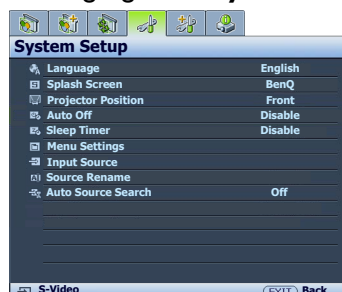 System Setup
Language English
Splash Screen BenQ
Projector Position Front
Auto Off Disable
Sleep Timer Disable
Menu Settings
Input Source
Source Rename
Auto Source Search Off
S-Video EXIT Back